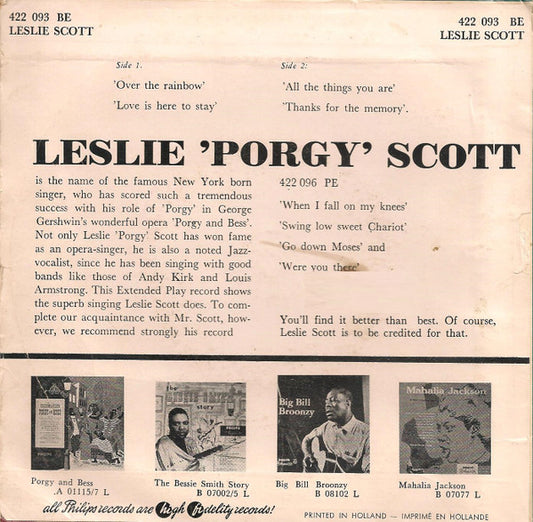 422 093 BE
LESLIE SCOTT
422 093 BE
LESLIE SCOTT
Side 1.
'Over the rainbow'
'Love is here to stay'
Side 2:
'All the things you are'
'Thanks for the memory'.
LESLIE 'PORGY' SCOTT
is the name of the famous New York born
singer, who has scored such a tremendous
success with his role of 'Porgy' in George
Gershwin's wonderful opera 'Porgy and Bess'.
Not only Leslie 'Porgy' Scott has won fame
as an opera-singer, he is also a noted Jazz-
vocalist, since he has been singing with good
bands like those of Andy Kirk and Louis
Armstrong. This Extended Play record shows
the superb singing Leslie Scott does. To com-
plete our acquaintance with Mr. Scott, how-
ever, we recommend strongly his record
422 096 PE
'When I fall on my knees'
'Swing low sweet Chariot'
'Go down Moses' and
'Were you there'
You'll find it better than best. Of course,
Leslie Scott is to be credited for that.
story
Big Bill
Broonzy
Mahalia Jackson
Porgy and Bess
A 01115/7 L
The Bessie Smith Story
B 07002/5 L
Big Bill Broonzy
B 08102 L
Mahalia Jackson
B 07077 L
all Philips records are high fidelity records!
PRINTED IN HOLLAND – IMPRIMÉ EN HOLLANDE